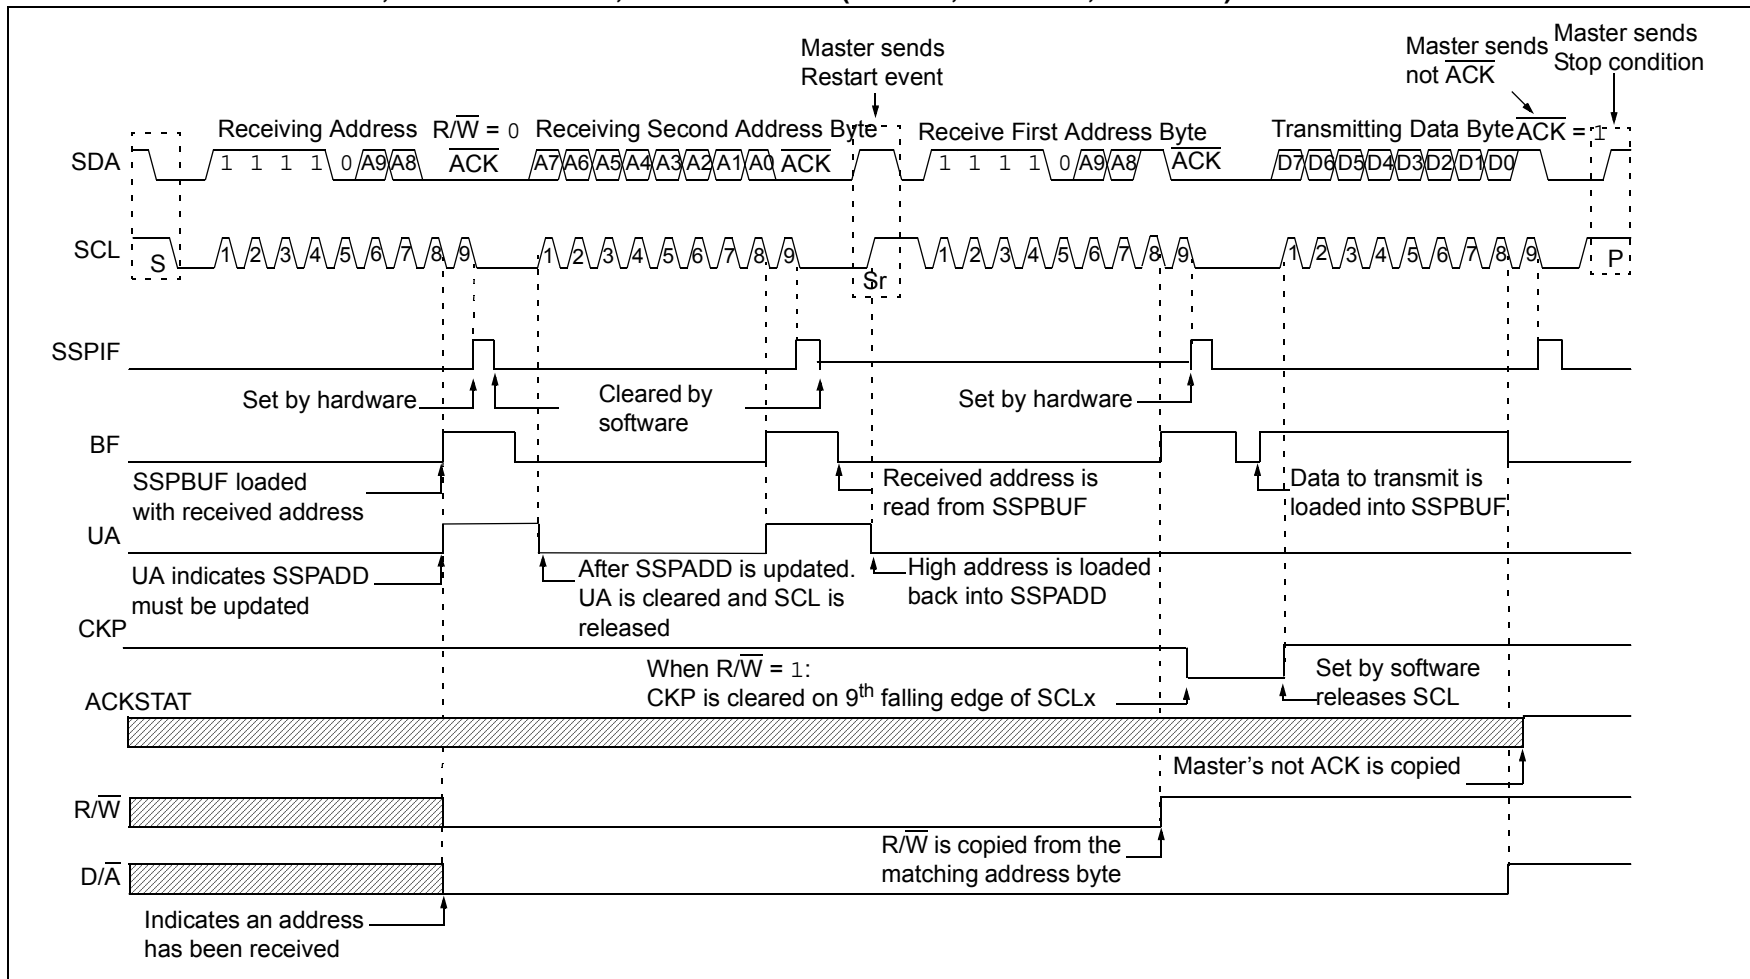 Master sends
Restart event
Master sends
not ACK
Master sends
Stop condition
Receiving Address R/W = 0 Receiving Second Address Byte Receive First Address Byte Transmitting Data Byte ACK = 1
SDA 1 1 1 1 0 A9 A8 ACK A7 A6 A5 A4 A3 A2 A1 A0 ACK 1 1 1 1 0 A9 A8 ACK D7 D6 D5 D4 D3 D2 D1 D0
SCL S 1 2 3 4 5 6 7 8 9 1 2 3 4 5 6 7 8 9 Sr 1 2 3 4 5 6 7 8 9 1 2 3 4 5 6 7 8 9 P
SSPIF
Set by hardware
Cleared by
software
Set by hardware
BF
SSPBUF loaded
with received address
Received address is
read from SSPBUF
Data to transmit is
loaded into SSPBUF
UA
UA indicates SSPADD
must be updated
After SSPADD is updated.
UA is cleared and SCL is
released
High address is loaded
back into SSPADD
CKP
When R/W = 1:
CKP is cleared on 9th falling edge of SCLx
Set by software
releases SCL
ACKSTAT
Master's not ACK is copied
R/W
R/W is copied from the
matching address byte
D/A
Indicates an address
has been received